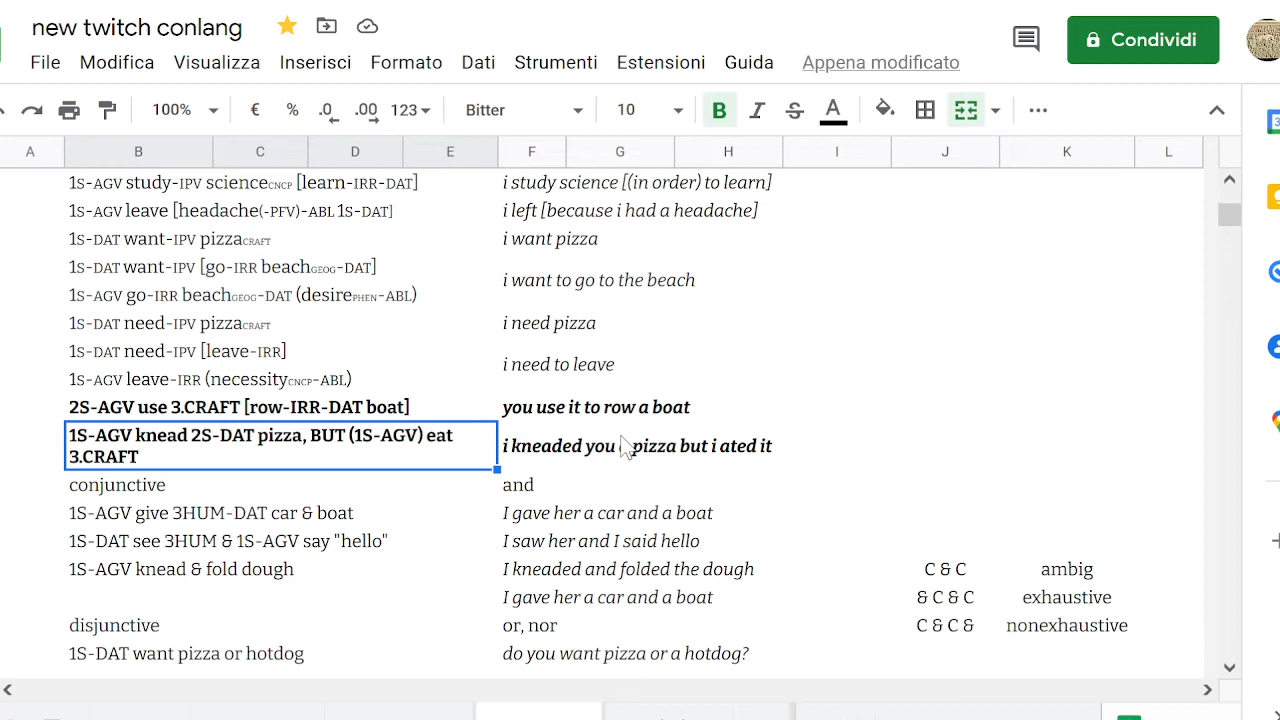 new twitch conlang
Condividi
File Modifica Visualizza Inserisci Formato Dati Strumenti Estensioni Guida Appena modificato
100% € % .0 .00 123 Bitter 10 B I S A
A B C D E F G H I J K L
1S-AGV study-IPV scienceCNCP [learn-IRR-DAT] i study science [(in order) to learn]
1S-AGV leave [headache(-PFV)-ABL 1S-DAT] i left [because i had a headache]
1S-DAT want-IPV pizzaCRAFT i want pizza
1S-DAT want-IPV [go-IRR beachGEOG-DAT]
i want to go to the beach
1S-AGV go-IRR beachGEOG-DAT (desirePHEN-ABL)
1S-DAT need-IPV pizzaCRAFT i need pizza
1S-DAT need-IPV [leave-IRR]
i need to leave
1S-AGV leave-IRR (necessityCNCP-ABL)
2S-AGV use 3.CRAFT [row-IRR-DAT boat] you use it to row a boat
1S-AGV knead 2S-DAT pizza, BUT (1S-AGV) eat
3.CRAFT
i kneaded you pizza but i ated it
conjunctive and
1S-AGV give 3HUM-DAT car & boat I gave her a car and a boat
1S-DAT see 3HUM & 1S-AGV say "hello" I saw her and I said hello
1S-AGV knead & fold dough I kneaded and folded the dough C & C ambig
I gave her a car and a boat & C & C exhaustive
disjunctive or, nor C & C & nonexhaustive
1S-DAT want pizza or hotdog do you want pizza or a hotdog?